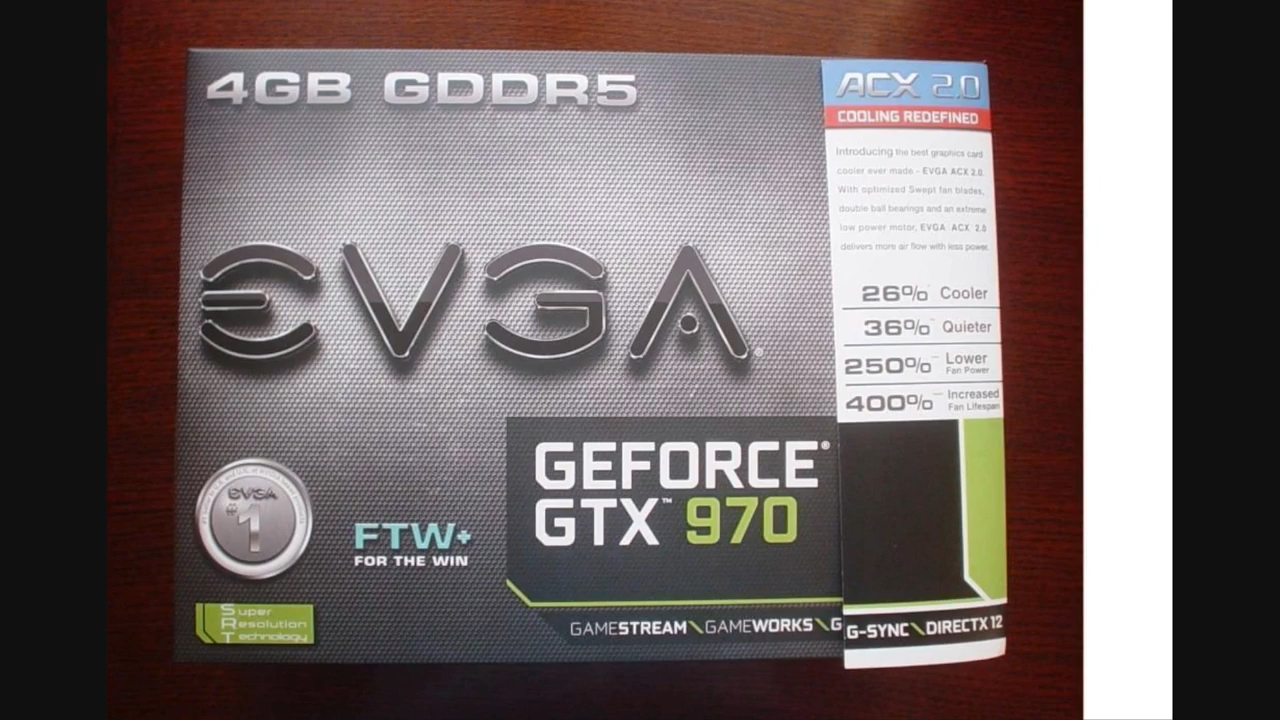 4GB GDDR5
ACX 2.0
COOLING REDEFINED
Introducing the best graphics card
cooler ever made - EVGA ACX 2.0.
With optimized Swept fan blades,
double ball bearings and an extreme
low power motor, EVGA ACX 2.0
delivers more air flow with less power.
EVGA®
26% Cooler
36% Quieter
250% Lower
Fan Power
400% Increased
Fan Lifespan
GEFORCE®
GTX™ 970
EVGA
#1
FTW+
FOR THE WIN
Super
Resolution
Technology
GAMESTREAM\GAMEWORKS\G
G-SYNC\DIRECTX 12